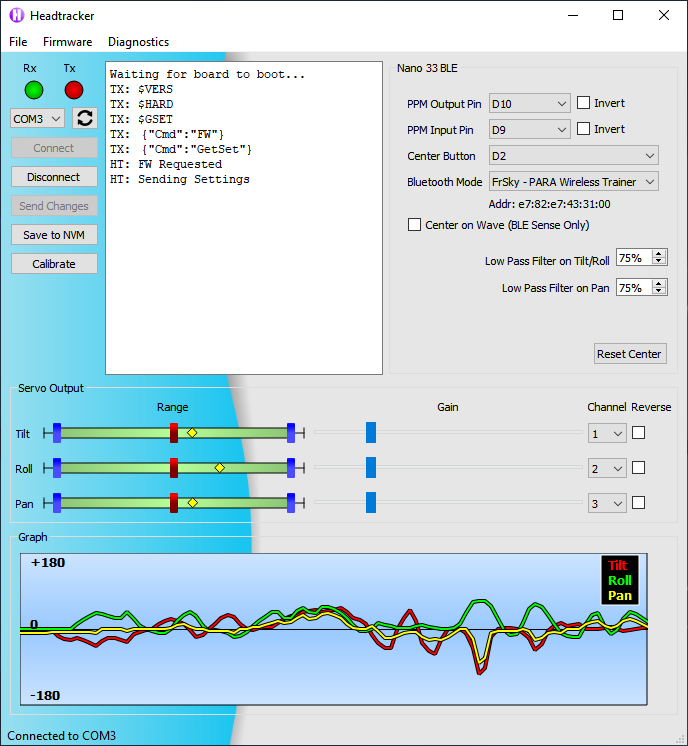 Headtracker
File Firmware Diagnostics
Rx Tx
COM3
Connect
Disconnect
Send Changes
Save to NVM
Calibrate
Waiting for board to boot...
TX: $VERS
TX: $HARD
TX: $GSET
TX: {"Cmd":"FW"}
TX: {"Cmd":"GetSet"}
HT: FW Requested
HT: Sending Settings
Nano 33 BLE
PPM Output Pin D10 Invert
PPM Input Pin D9 Invert
Center Button D2
Bluetooth Mode FrSky - PARA Wireless Trainer
Addr: e7:82:e7:43:31:00
Center on Wave (BLE Sense Only)
Low Pass Filter on Tilt/Roll 75%
Low Pass Filter on Pan 75%
Reset Center
Servo Output
Range Gain Channel Reverse
Tilt 1
Roll 2
Pan 3
Graph
+180
0
-180
Tilt
Roll
Pan
Connected to COM3